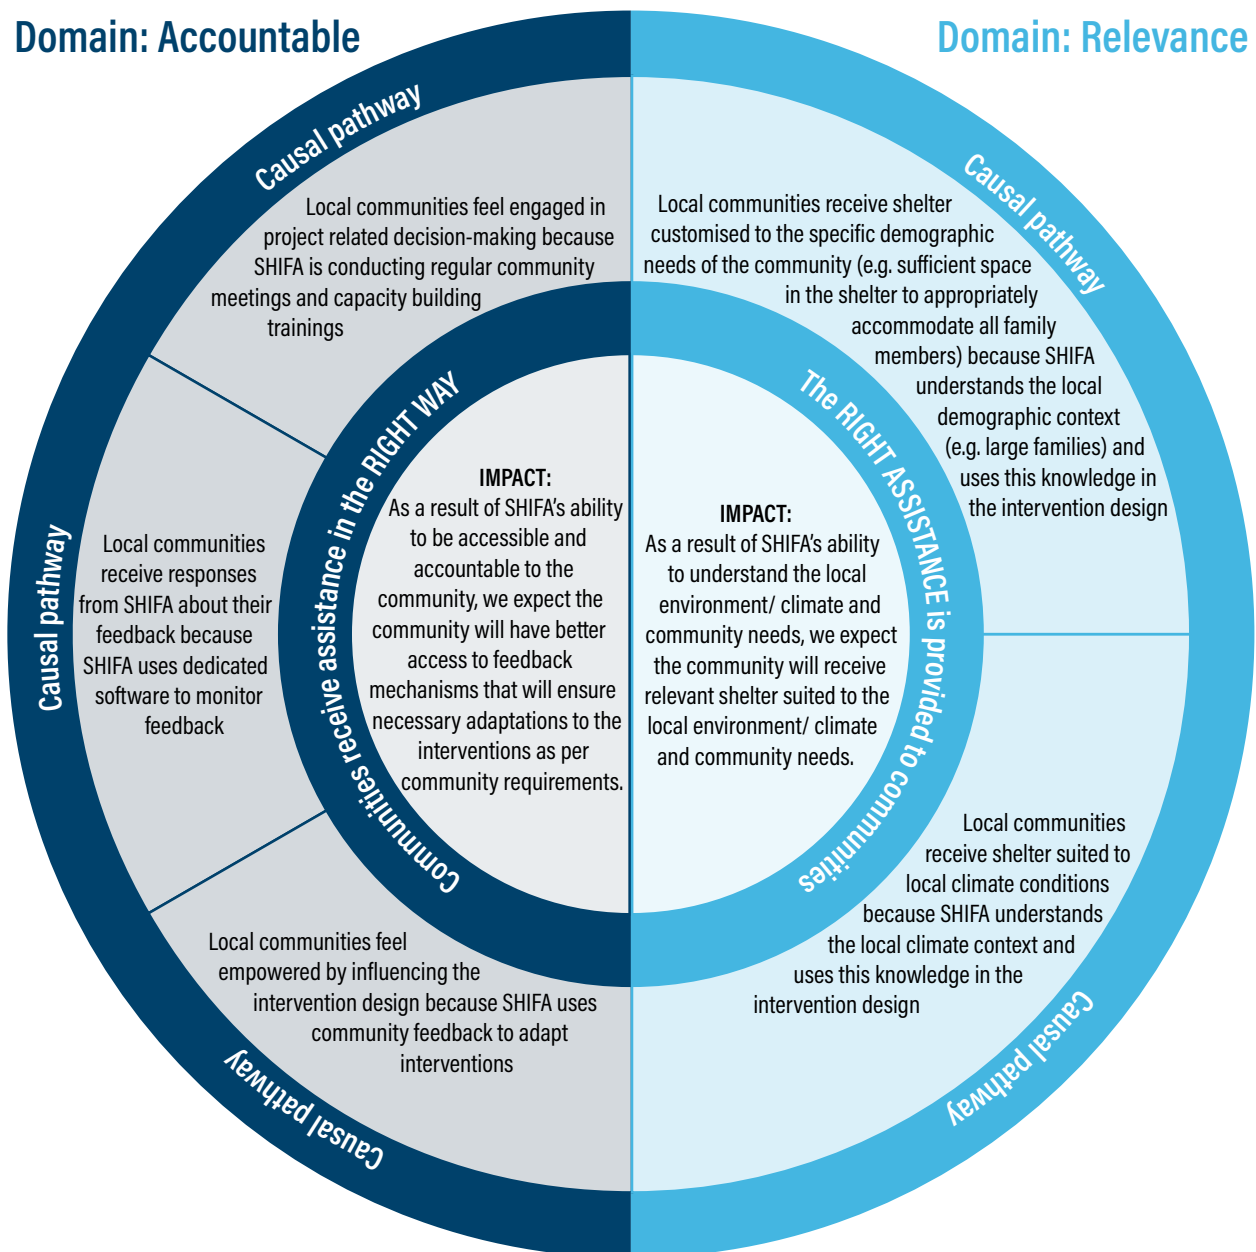 Domain: Accountable
Domain: Relevance
Causal pathway
Local communities feel engaged in
project related decision-making because
SHIFA is conducting regular community
meetings and capacity building
trainings
Causal pathway
Local communities
receive responses
from SHIFA about their
feedback because
SHIFA uses dedicated
software to monitor
feedback
Causal pathway
Local communities feel
empowered by influencing the
intervention design because SHIFA uses
community feedback to adapt
interventions
Communities receive assistance in the RIGHT WAY
IMPACT:
As a result of SHIFA's ability
to be accessible and
accountable to the
community, we expect the
community will have better
access to feedback
mechanisms that will ensure
necessary adaptations to the
interventions as per
community requirements.
IMPACT:
As a result of SHIFA's ability
to understand the local
environment/ climate and
community needs, we expect
the community will receive
relevant shelter suited to the
local environment/ climate
and community needs.
The RIGHT ASSISTANCE is provided to communities
Causal pathway
Local communities receive shelter
customised to the specific demographic
needs of the community (e.g. sufficient space
in the shelter to appropriately
accommodate all family
members) because SHIFA
understands the local
demographic context
(e.g. large families) and
uses this knowledge in
the intervention design
Causal pathway
Local communities
receive shelter suited to
local climate conditions
because SHIFA understands
the local climate context and
uses this knowledge in the
intervention design